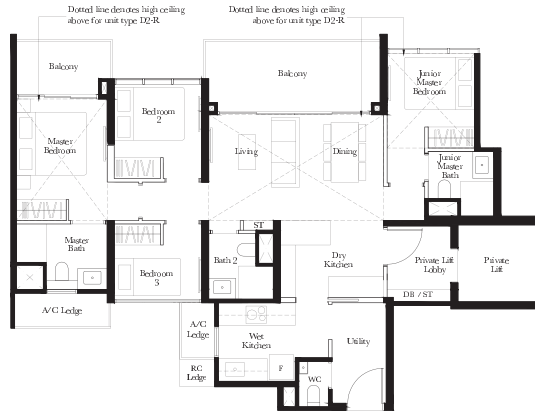 Dotted line denotes high ceiling
above for unit type D2-R
Dotted line denotes high ceiling
above for unit type D2-R
Balcony
Balcony
Junior
Master
Bedroom
Bedroom
2
Master
Bedroom
Living
Dining
Junior
Master
Bath
ST
Master
Bath
Bath 2
Dry
Kitchen
Private Lift
Lobby
Private
Lift
Bedroom
3
DB / ST
A/C Ledge
A/C
Ledge
Wet
Kitchen
Utility
RC
Ledge
F
WC